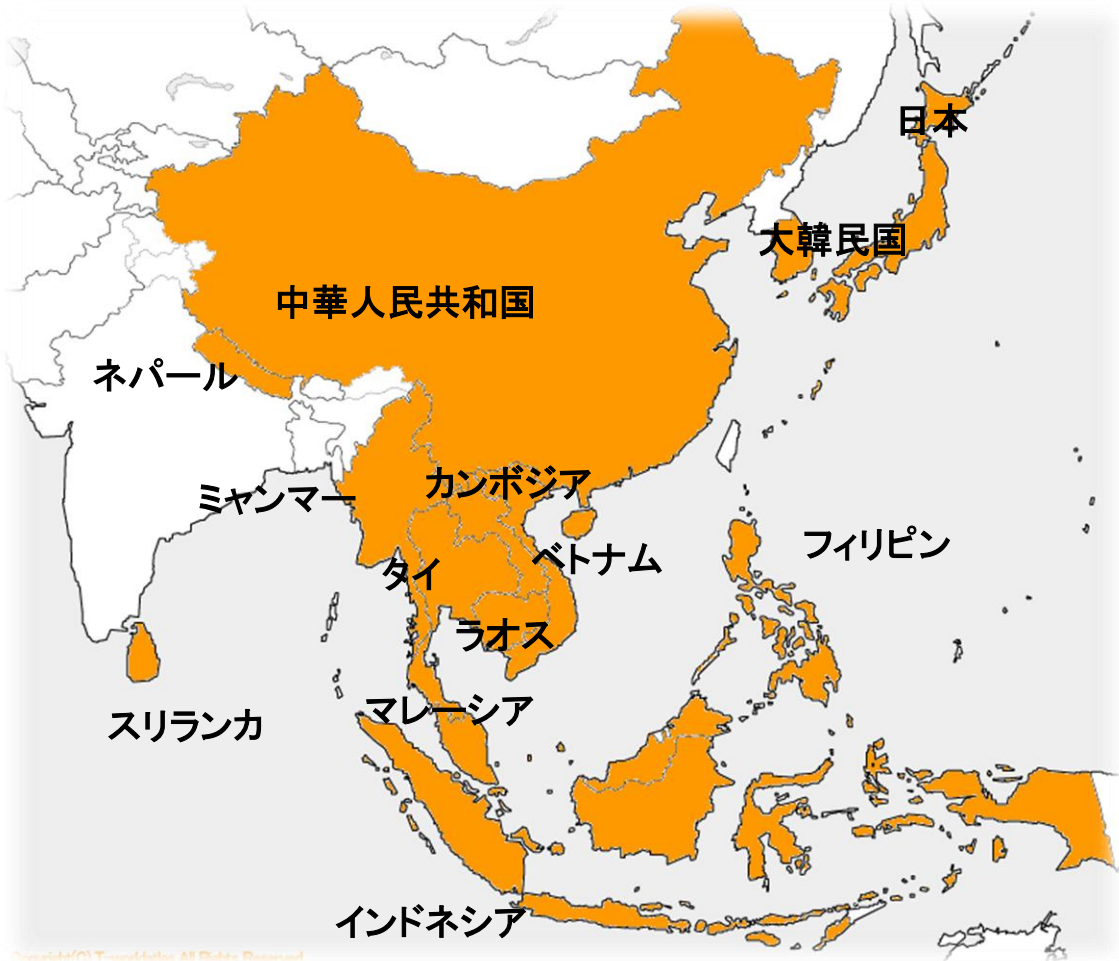 日本
大韓民国
中華人民共和国
ネパール
カンボジア
ミャンマー
フィリピン
ベトナム
タイ
ラオス
マレーシア
スリランカ
インドネシア